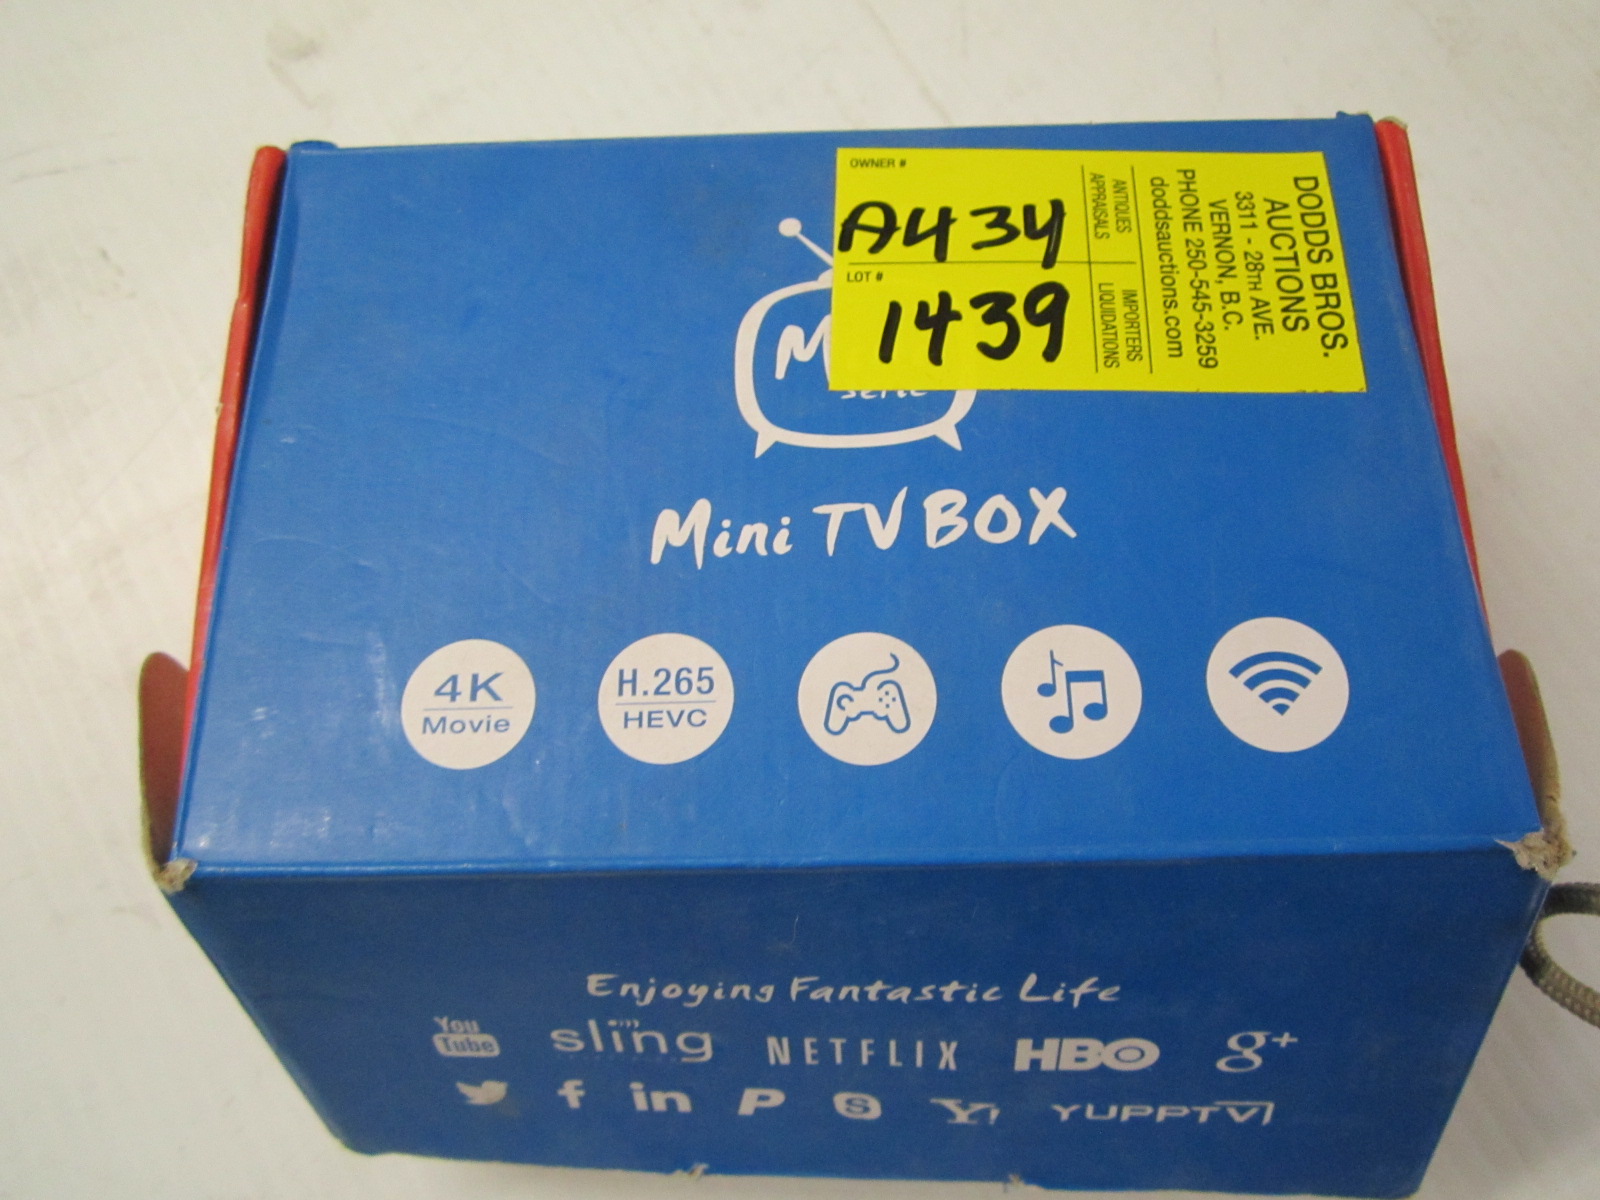 OWNER #
A434
LOT #
1439
ANTIQUES
APPRAISALS
IMPORTERS
LIQUIDATIONS
DODDS BROS.
AUCTIONS
3311 - 28TH AVE.
VERNON, B.C.
PHONE 250-545-3259
doddsauctions.com
Mini TV BOX
4K
Movie
H.265
HEVC
Enjoying Fantastic Life
You Tube sling NETFLIX HBO g+
f in P S Y! YUPPTV